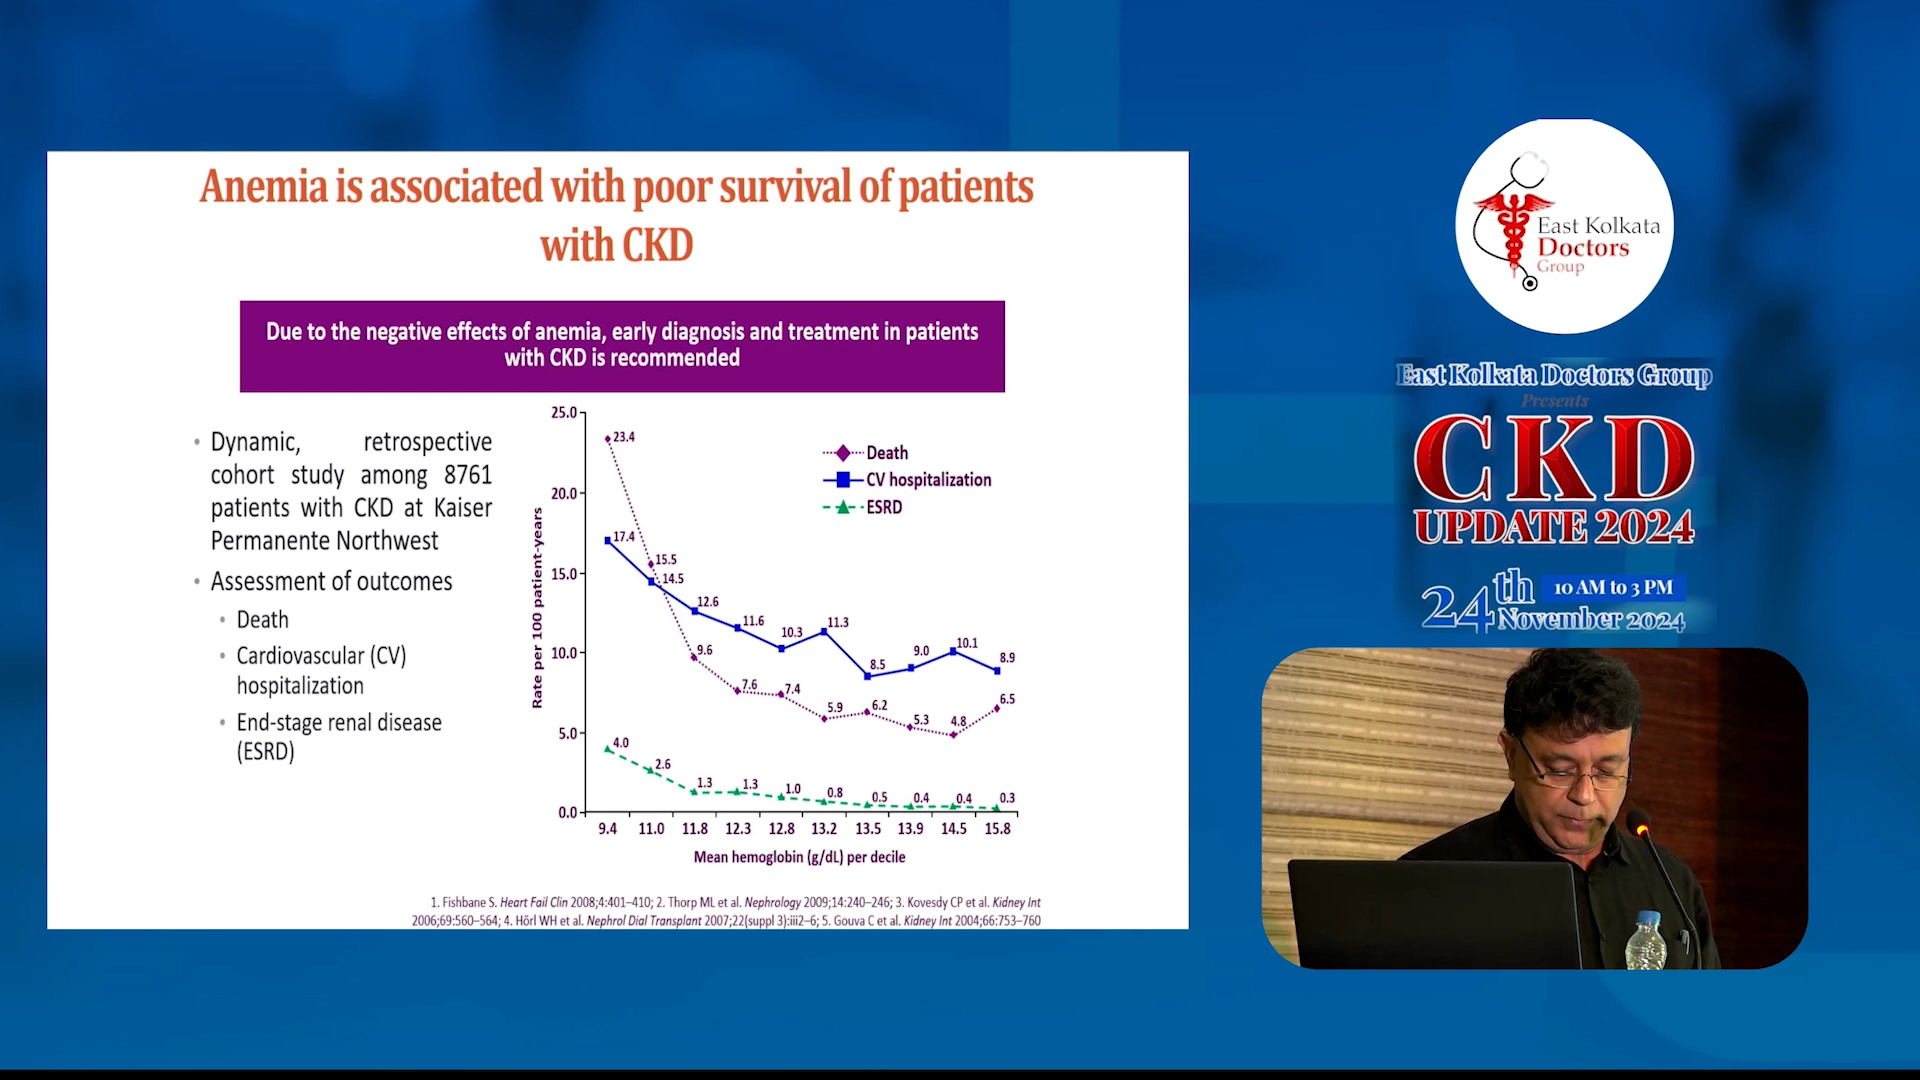 Anemia is associated with poor survival of patients
with CKD
Due to the negative effects of anemia, early diagnosis and treatment in patients
with CKD is recommended
• Dynamic, retrospective
cohort study among 8761
patients with CKD at Kaiser
Permanente Northwest
• Assessment of outcomes
• Death
• Cardiovascular (CV)
hospitalization
• End-stage renal disease
(ESRD)
Rate per 100 patient-years
25.0
20.0
15.0
10.0
5.0
0.0
Death
CV hospitalization
ESRD
23.4
15.5
9.6
7.6
7.4
5.9
6.2
5.3
4.8
6.5
17.4
14.5
12.6
11.6
10.3
11.3
8.5
9.0
10.1
8.9
4.0
2.6
1.3
1.3
1.0
0.8
0.5
0.4
0.4
0.3
9.4 11.0 11.8 12.3 12.8 13.2 13.5 13.9 14.5 15.8
Mean hemoglobin (g/dL) per decile
1. Fishbane S. Heart Fail Clin 2008;4:401–410; 2. Thorp ML et al. Nephrology 2009;14:240–246; 3. Kovesdy CP et al. Kidney Int
2006;69:560–564; 4. Hörl WH et al. Nephrol Dial Transplant 2007;22(suppl 3):iii2–6; 5. Gouva C et al. Kidney Int 2004;66:753–760
East Kolkata
Doctors
Group
East Kolkata Doctors Group
Presents
CKD
UPDATE 2024
24th November 2024
10 AM to 3 PM